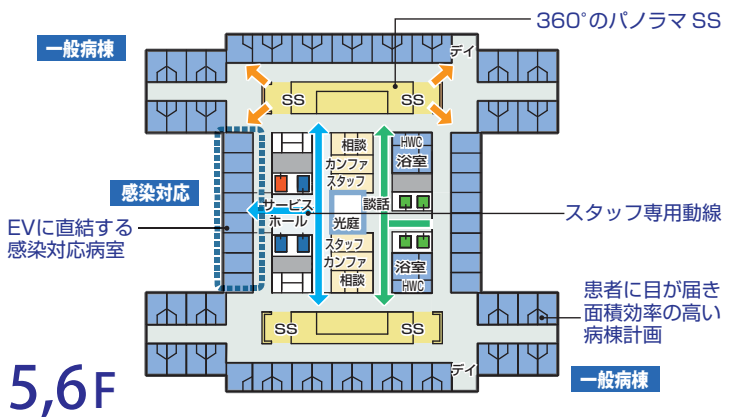 360°のパノラマ SS
一般病棟
デイ
SS
SS
相談
HWC
カンファ
浴室
スタッフ
感染対応
サービス
ホール
談話
光庭
スタッフ専用動線
EVに直結する
感染対応病室
スタッフ
カンファ
浴室
相談
HWC
患者に目が届き
面積効率の高い
病棟計画
SS
SS
デイ
一般病棟
5,6F